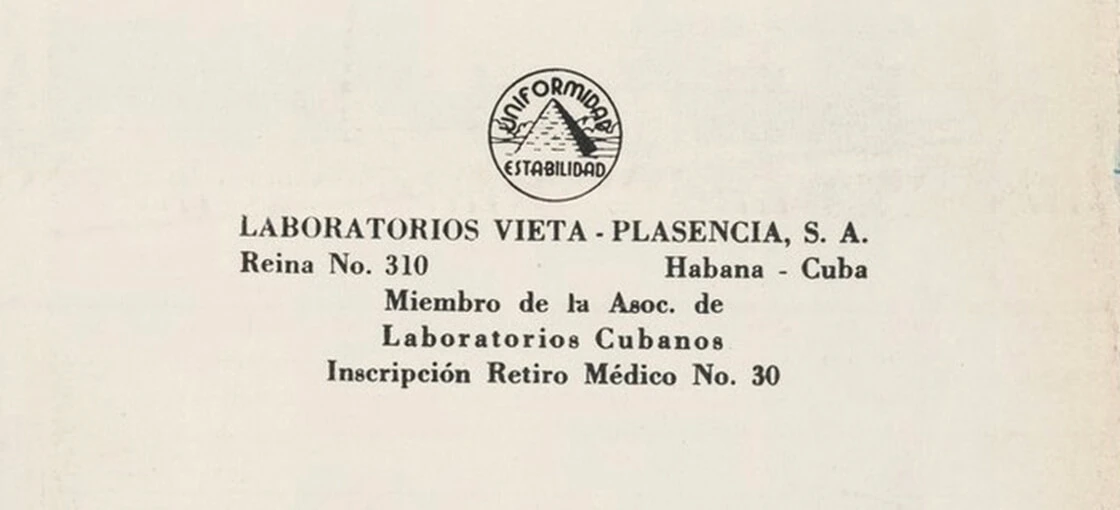 UNIFORMIDAD
ESTABILIDAD
LABORATORIOS VIETA - PLASENCIA, S. A.
Reina No. 310 Habana - Cuba
Miembro de la Asoc. de
Laboratorios Cubanos
Inscripción Retiro Médico No. 30